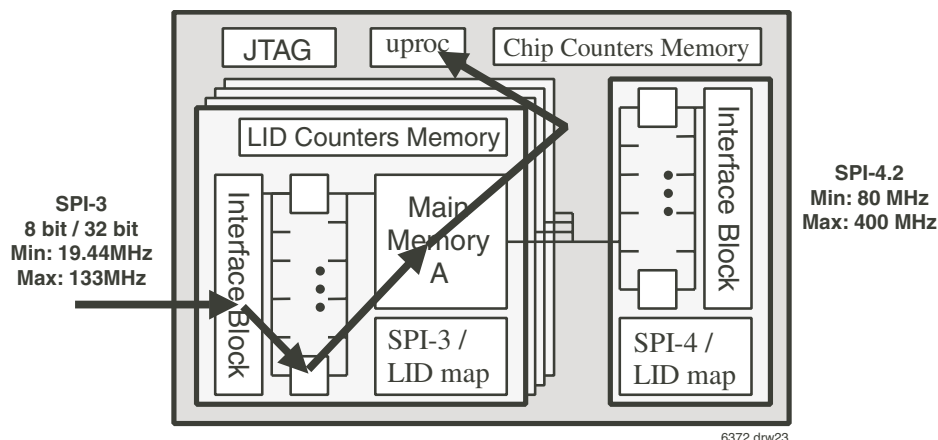 JTAG
uproc
Chip Counters Memory
LID Counters Memory
SPI-3
8 bit / 32 bit
Min: 19.44MHz
Max: 133MHz
Interface Block
Main
Memory
A
SPI-3 /
LID map
Interface Block
SPI-4 /
LID map
SPI-4.2
Min: 80 MHz
Max: 400 MHz
6372 drw23